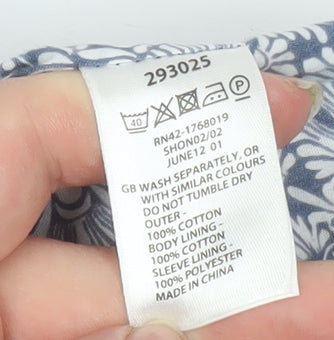 293025
40 P
RN42-1768019
SHON02/02
JUNE12 01
GB WASH SEPARATELY, OR
WITH SIMILAR COLOURS
DO NOT TUMBLE DRY
OUTER -
100% COTTON
BODY LINING -
100% COTTON
SLEEVE LINING -
100% POLYESTER
MADE IN CHINA